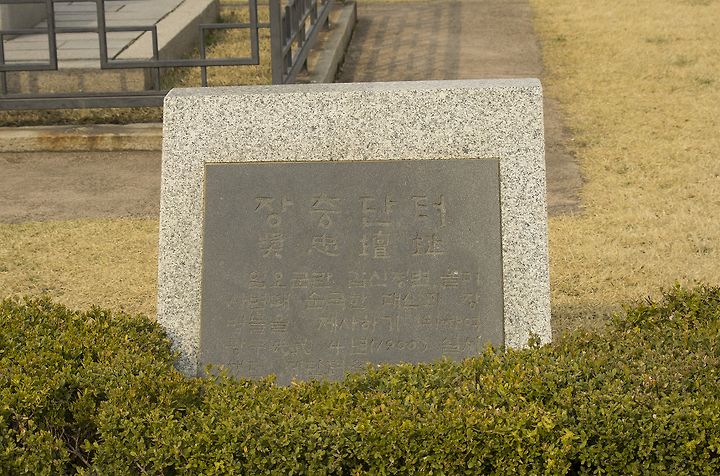 장충단터
奬忠壇址
임오군란 갑신정변 을미
사변때 순국한 대신과 장
병들을 제사하기 위하여
광무 4년(1900)